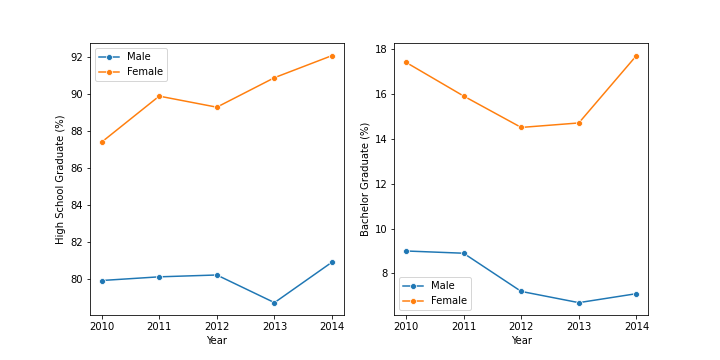 Male
Female
High School Graduate (%)
92
90
88
86
84
82
80
2010
2011
2012
2013
2014
Year
Male
Female
Bachelor Graduate (%)
18
16
14
12
10
8
2010
2011
2012
2013
2014
Year